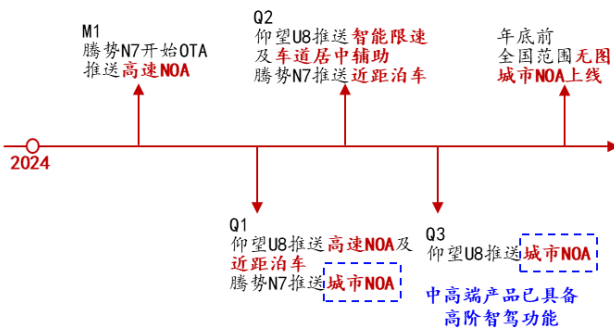 M1
腾势N7开始OTA
推送高速NOA
Q2
仰望U8推送智能限速
及车道居中辅助
腾势N7推送近距泊车
年底前
全国范围无图
城市NOA上线
2024
Q1
仰望U8推送高速NOA及
近距泊车
腾势N7推送城市NOA
Q3
仰望U8推送城市NOA
中高端产品已具备
高阶智驾功能